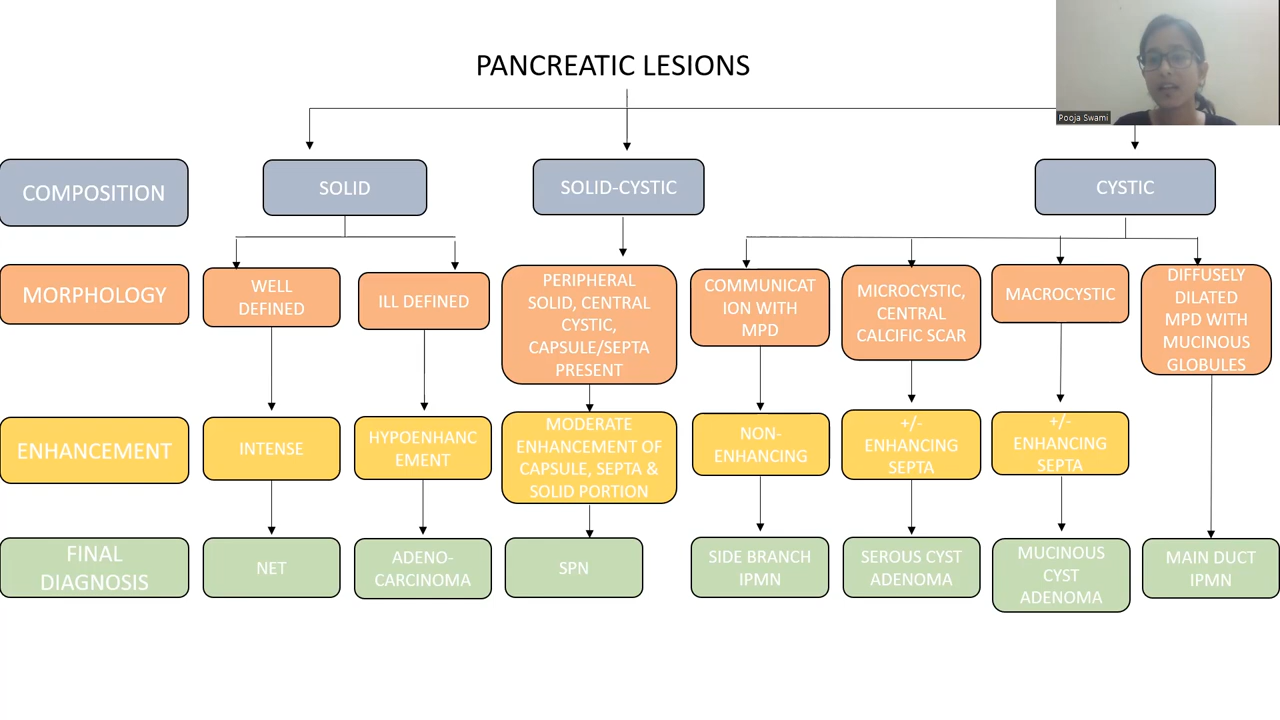 PANCREATIC LESIONS
Pooja Swami
COMPOSITION
SOLID
SOLID-CYSTIC
CYSTIC
MORPHOLOGY
WELL
DEFINED
ILL DEFINED
PERIPHERAL
SOLID, CENTRAL
CYSTIC,
CAPSULE/SEPTA
PRESENT
COMMUNICAT
ION WITH
MPD
MICROCYSTIC,
CENTRAL
CALCIFIC SCAR
MACROCYSTIC
DIFFUSELY
DILATED
MPD WITH
MUCINOUS
GLOBULES
ENHANCEMENT
INTENSE
HYPOENHANC
EMENT
MODERATE
ENHANCEMENT OF
CAPSULE, SEPTA &
SOLID PORTION
NON-
ENHANCING
+/-
ENHANCING
SEPTA
+/-
ENHANCING
SEPTA
FINAL
DIAGNOSIS
NET
ADENO-
CARCINOMA
SPN
SIDE BRANCH
IPMN
SEROUS CYST
ADENOMA
MUCINOUS
CYST
ADENOMA
MAIN DUCT
IPMN